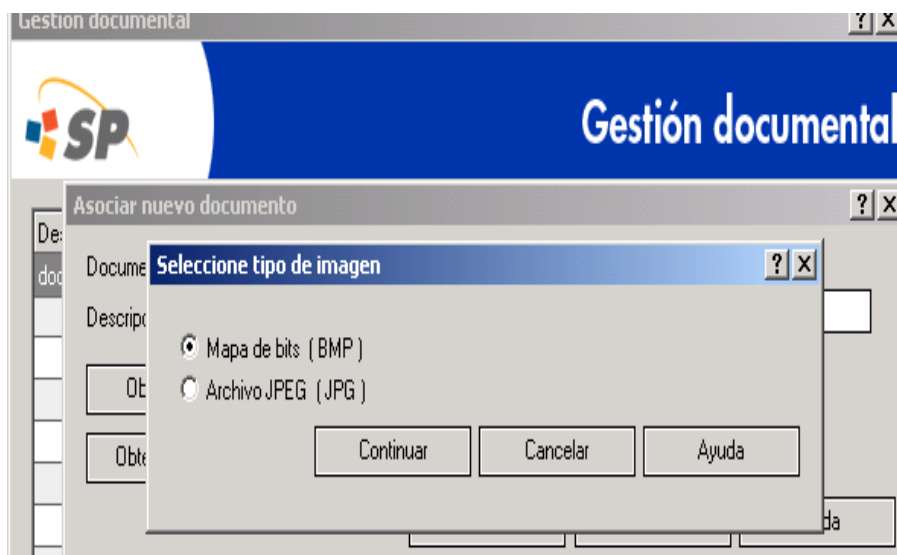 Gestión documental
SP
Gestión documental
Asociar nuevo documento
Seleccione tipo de imagen
Mapa de bits ( BMP )
Archivo JPEG ( JPG )
Continuar Cancelar Ayuda